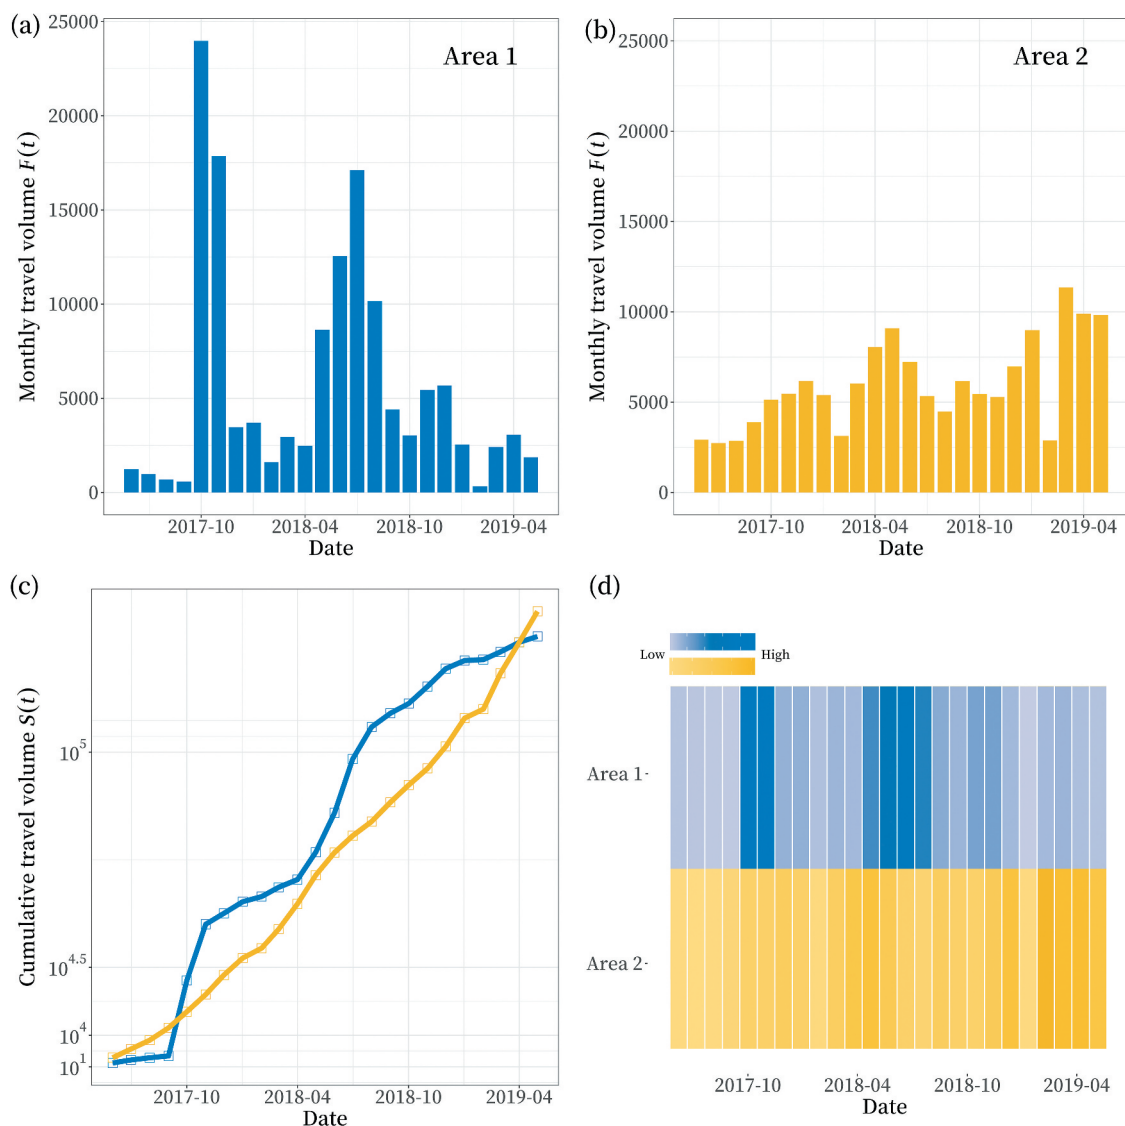 (a)
Area 1
Monthly travel volume F(t)
25000
20000
15000
10000
5000
0
2017-10 2018-04 2018-10 2019-04
Date
(b)
Area 2
Monthly travel volume F(t)
25000
20000
15000
10000
5000
0
2017-10 2018-04 2018-10 2019-04
Date
(c)
Cumulative travel volume S(t)
10^5
10^4.5
10^4
10^1
2017-10 2018-04 2018-10 2019-04
Date
(d)
Low High
Area 1
Area 2
2017-10 2018-04 2018-10 2019-04
Date